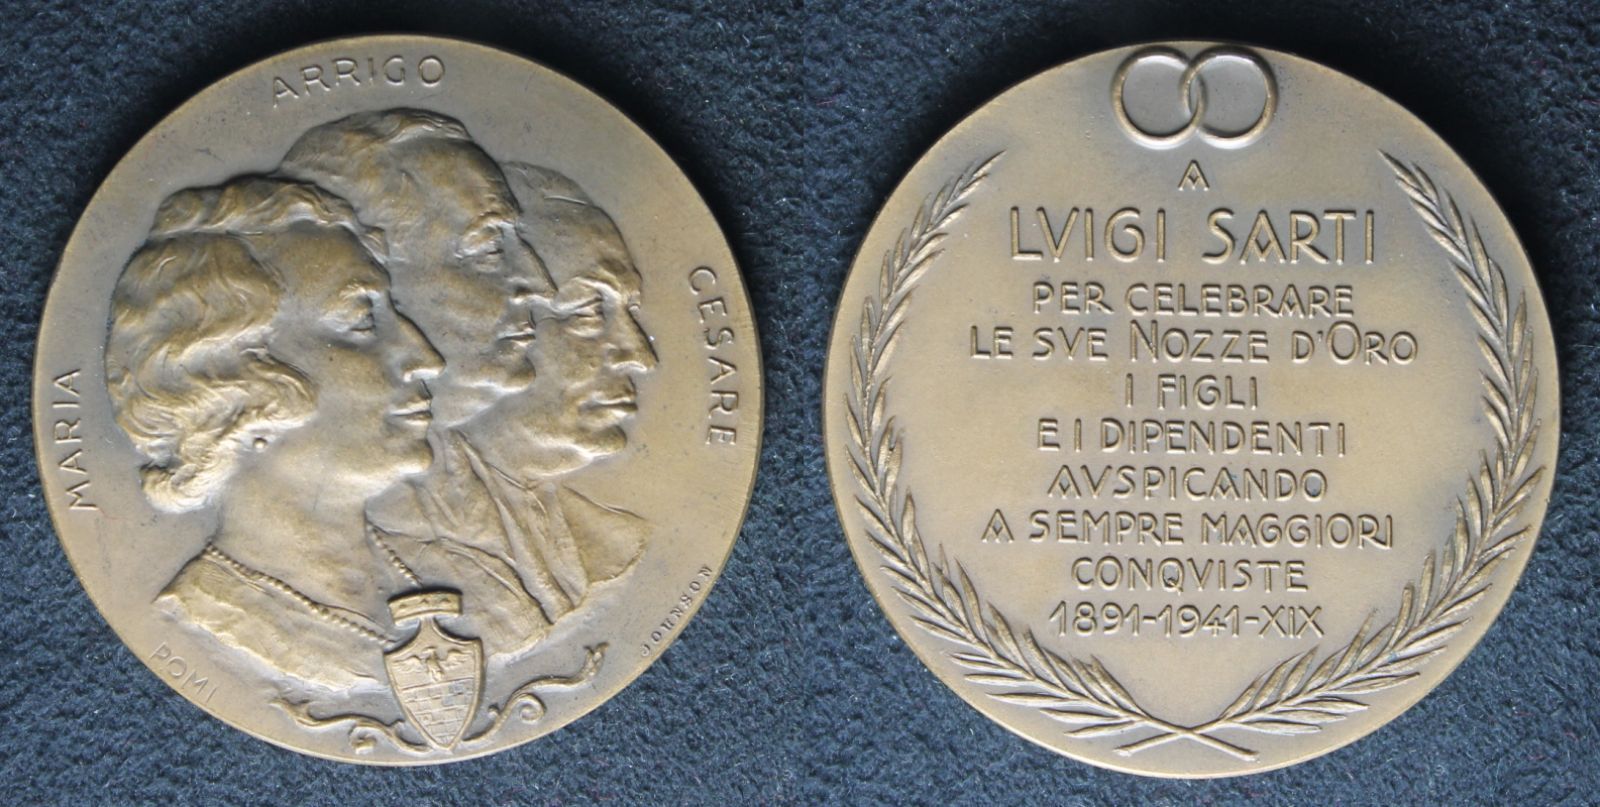 MARIA
ARRIGO
CESARE
ROMI
JOHNSON
A
LVIGI SARTI
PER CELEBRARE
LE SVE NOZZE D'ORO
I FIGLI
E I DIPENDENTI
AVSPICANDO
A SEMPRE MAGGIORI
CONQVISTE
1891-1941-XIX